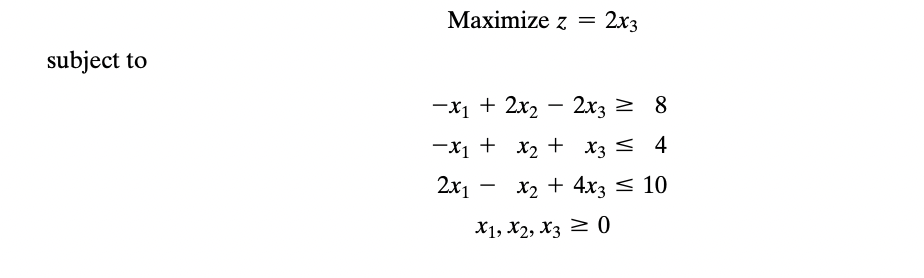 Maximize z = 2x₃
subject to
−x₁ + 2x₂ − 2x₃ ≥ 8
−x₁ + x₂ + x₃ ≤ 4
2x₁ − x₂ + 4x₃ ≤ 10
x₁, x₂, x₃ ≥ 0